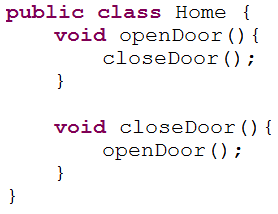 public class Home {
    void openDoor(){
        closeDoor();
    }

    void closeDoor(){
        openDoor();
    }
}